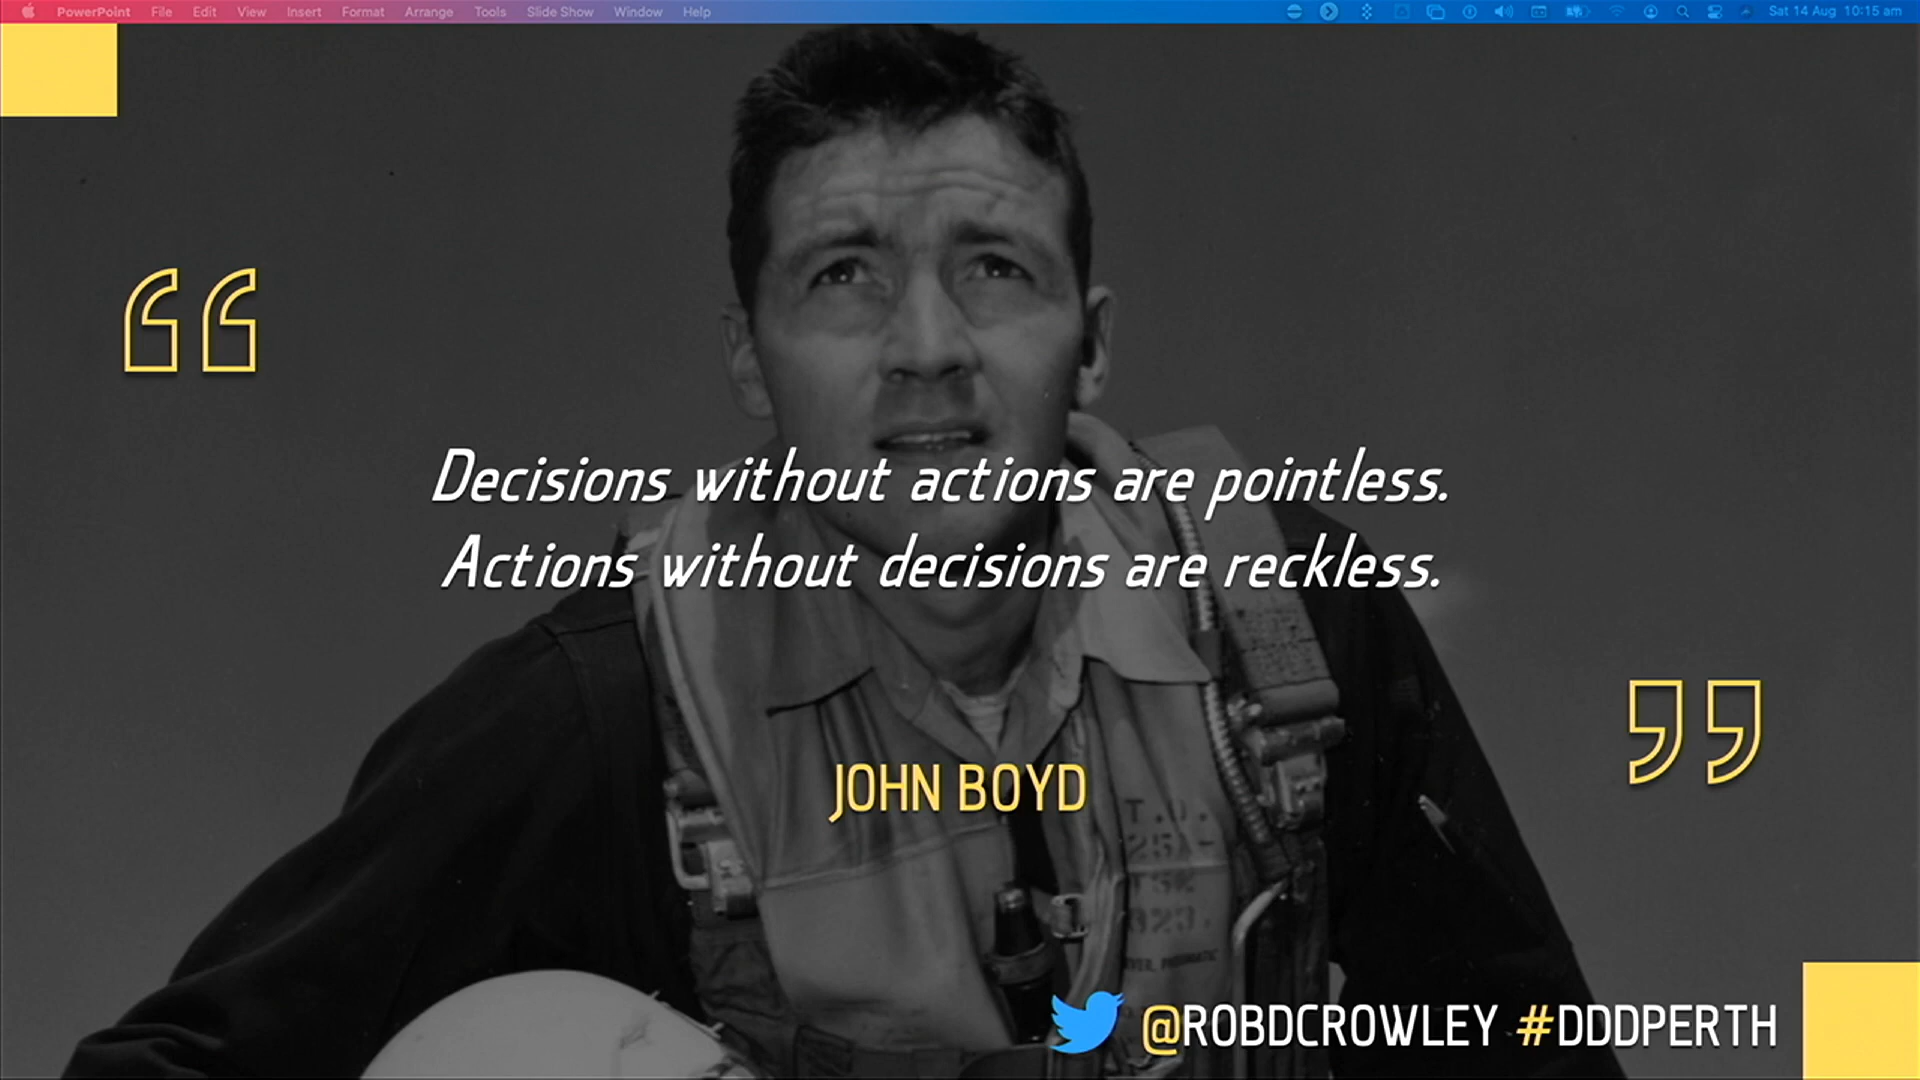 PowerPoint File Edit View Insert Format Arrange Tools Slide Show Window Help Sat 14 Aug 10:15 am
“
Decisions without actions are pointless.
Actions without decisions are reckless.
”
JOHN BOYD
T.O.
@ROBDCROWLEY #DDDPERTH